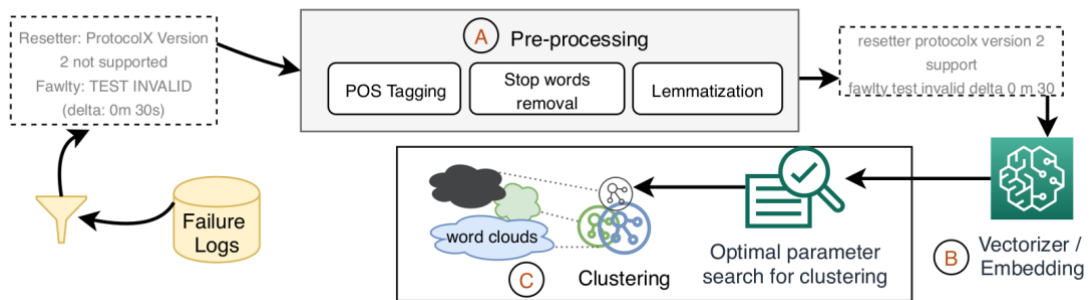 Resetter: ProtocolX Version
2 not supported
Fawlty: TEST INVALID
(delta: 0m 30s)
A Pre-processing
POS Tagging
Stop words
removal
Lemmatization
resetter protocolx version 2
support
fawlty test invalid delta 0 m 30
Failure
Logs
word clouds
C
Clustering
Optimal parameter
search for clustering
B
Vectorizer /
Embedding